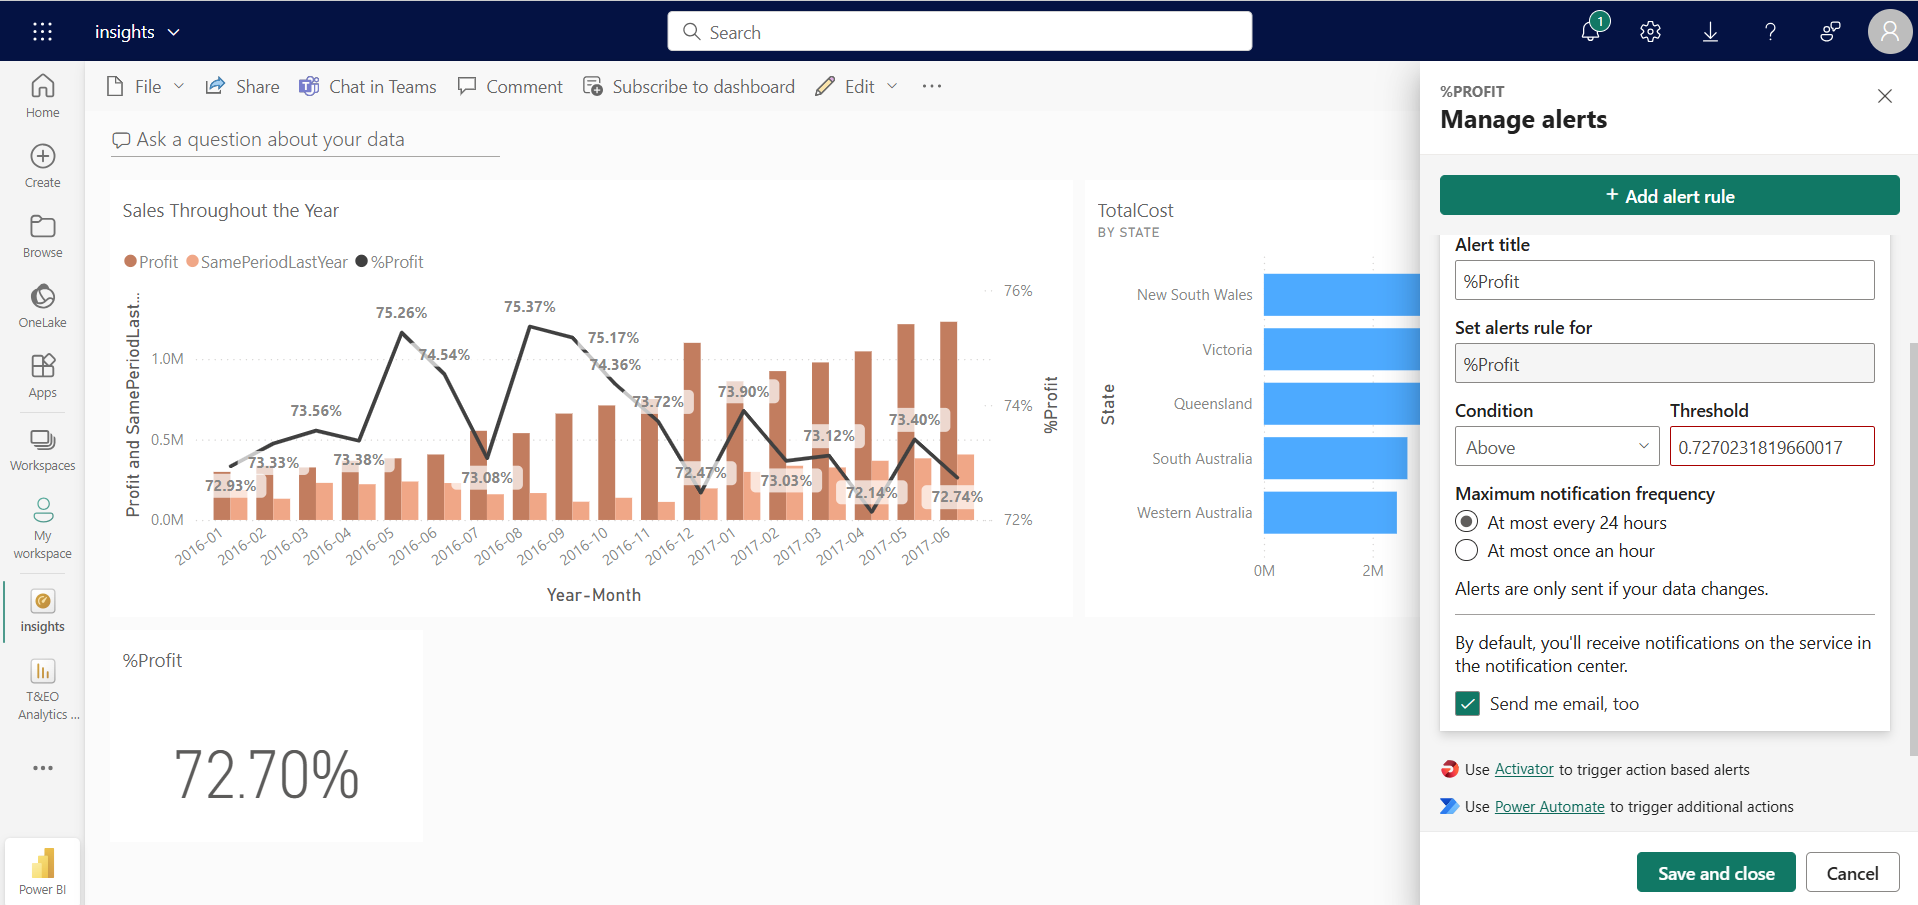 insights
Search
1
Home
Create
Browse
OneLake
Apps
Workspaces
My
workspace
insights
T&EO
Analytics ...
Power BI
File
Share
Chat in Teams
Comment
Subscribe to dashboard
Edit
Ask a question about your data
Sales Throughout the Year
Profit SamePeriodLastYear %Profit
Profit and SamePeriodLast...
1.0M
0.5M
0.0M
76%
74%
72%
%Profit
72.93%
73.33%
73.56%
73.38%
75.26%
74.54%
73.08%
75.37%
75.17%
74.36%
73.72%
72.47%
73.90%
73.03%
73.12%
72.14%
73.40%
72.74%
2016-01
2016-02
2016-03
2016-04
2016-05
2016-06
2016-07
2016-08
2016-09
2016-10
2016-11
2016-12
2017-01
2017-02
2017-03
2017-04
2017-05
2017-06
Year-Month
TotalCost
BY STATE
State
New South Wales
Victoria
Queensland
South Australia
Western Australia
0M
2M
%Profit
72.70%
%PROFIT
Manage alerts
+ Add alert rule
Alert title
%Profit
Set alerts rule for
%Profit
Condition Threshold
Above 0.7270231819660017
Maximum notification frequency
At most every 24 hours
At most once an hour
Alerts are only sent if your data changes.
By default, you'll receive notifications on the service in
the notification center.
Send me email, too
Use Activator to trigger action based alerts
Use Power Automate to trigger additional actions
Save and close Cancel